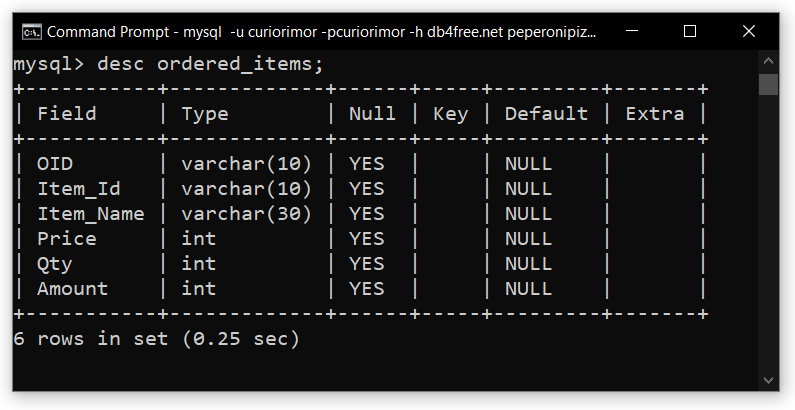 Command Prompt - mysql  -u curiorimor -pcuriorimor -h db4free.net peperonipiz...
mysql> desc ordered_items;
+-----------+-------------+------+-----+---------+-------+
| Field     | Type        | Null | Key | Default | Extra |
+-----------+-------------+------+-----+---------+-------+
| OID       | varchar(10) | YES  |     | NULL    |       |
| Item_Id   | varchar(10) | YES  |     | NULL    |       |
| Item_Name | varchar(30) | YES  |     | NULL    |       |
| Price     | int         | YES  |     | NULL    |       |
| Qty       | int         | YES  |     | NULL    |       |
| Amount    | int         | YES  |     | NULL    |       |
+-----------+-------------+------+-----+---------+-------+
6 rows in set (0.25 sec)